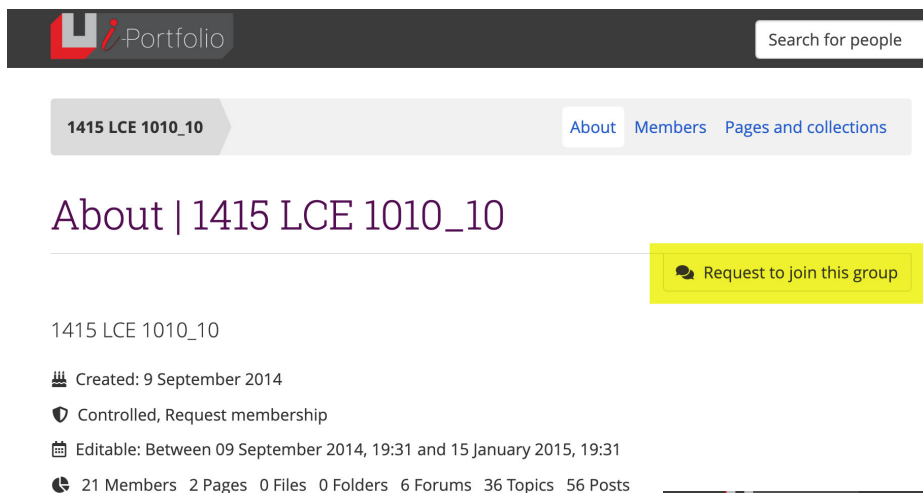 i-Portfolio
Search for people
1415 LCE 1010_10
About Members Pages and collections
About | 1415 LCE 1010_10
Request to join this group
1415 LCE 1010_10
Created: 9 September 2014
Controlled, Request membership
Editable: Between 09 September 2014, 19:31 and 15 January 2015, 19:31
21 Members 2 Pages 0 Files 0 Folders 6 Forums 36 Topics 56 Posts